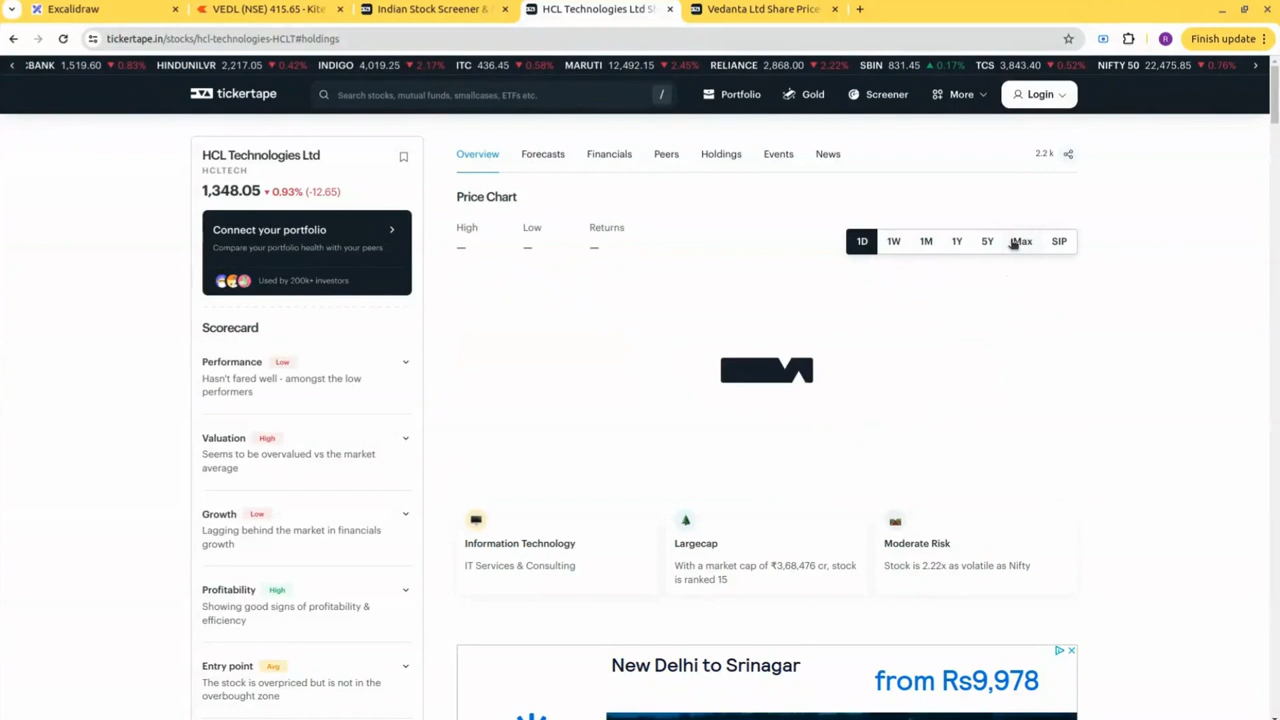 VEDL (NSE) 415.65 - Kite
Excalidraw
Indian Stock Screener &
HCL Technologies Ltd Sh
Vedanta Ltd Share Price
tickertape.in/stocks/hcl-technologies-HCLT#holdings
Finish update
R
:BANK 1,519.60 ▼ 0.83% HINDUNILVR 2,217.05 ▼ 0.42% INDIGO 4,019.25 ▼ 2.17% ITC 436.45 ▼ 0.58% MARUTI 12,492.15 ▼ 2.45% RELIANCE 2,868.00 ▼ 2.22% SBIN 831.45 ▲ 0.17% TCS 3,843.40 ▼ 0.52% NIFTY 50 22,475.85 ▼ 0.76%
tickertape
Search stocks, mutual funds, smallcases, ETFs etc.
/
Portfolio
Gold
Screener
More
Login
HCL Technologies Ltd
HCLTECH
1,348.05 ▼ 0.93% (-12.65)
Connect your portfolio
Compare your portfolio health with your peers
Used by 200k+ investors
Scorecard
Performance Low
Hasn't fared well - amongst the low
performers
Valuation High
Seems to be overvalued vs the market
average
Growth Low
Lagging behind the market in financials
growth
Profitability High
Showing good signs of profitability &
efficiency
Entry point Avg
The stock is overpriced but is not in the
overbought zone
Overview Forecasts Financials Peers Holdings Events News
2.2 k
Price Chart
High Low Returns
— — —
1D 1W 1M 1Y 5Y Max SIP
Information Technology
IT Services & Consulting
Largecap
With a market cap of ₹3,68,476 cr, stock
is ranked 15
Moderate Risk
Stock is 2.22x as volatile as Nifty
New Delhi to Srinagar
from Rs9,978